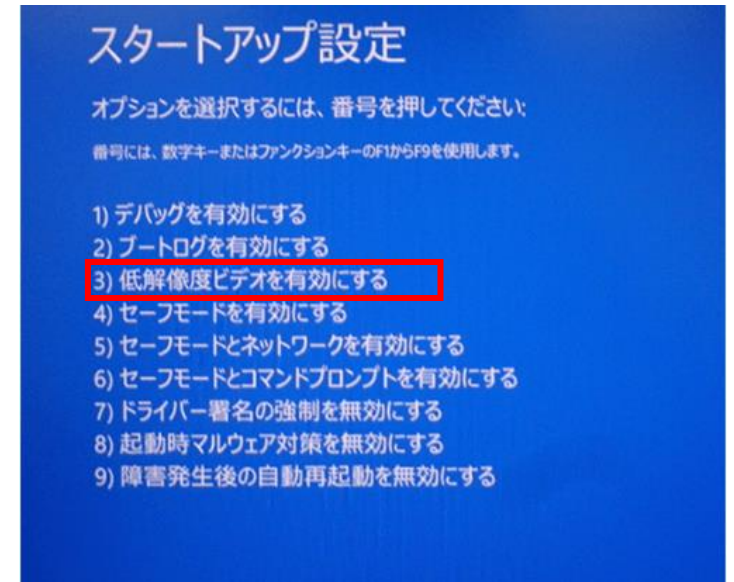 スタートアップ設定
オプションを選択するには、番号を押してください:
番号には、数字キーまたはファンクションキーのF1からF9を使用します。
1) デバッグを有効にする
2) ブートログを有効にする
3) 低解像度ビデオを有効にする
4) セーフモードを有効にする
5) セーフモードとネットワークを有効にする
6) セーフモードとコマンドプロンプトを有効にする
7) ドライバー署名の強制を無効にする
8) 起動時マルウェア対策を無効にする
9) 障害発生後の自動再起動を無効にする